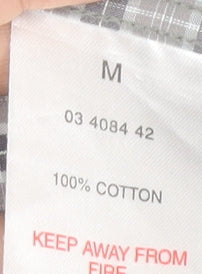 M
03 4084 42
100% COTTON
KEEP AWAY FROM
FIRE